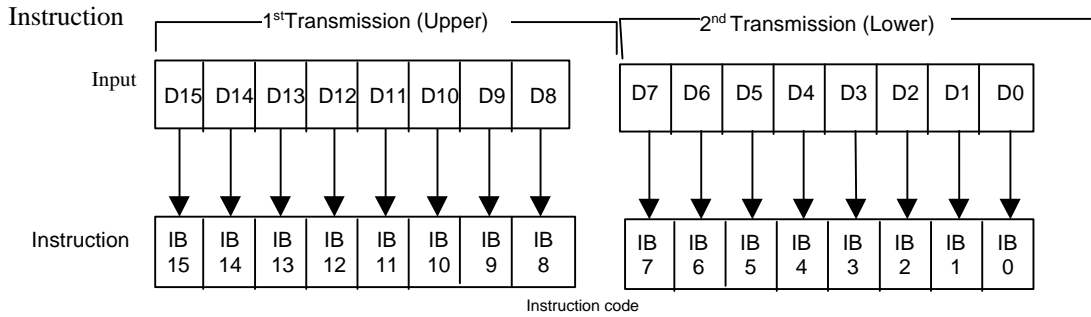 Instruction
1stTransmission (Upper)
2nd Transmission (Lower)
Input
D15 D14 D13 D12 D11 D10 D9 D8 D7 D6 D5 D4 D3 D2 D1 D0
Instruction
IB IB IB IB IB IB IB IB IB IB IB IB IB IB IB IB
15 14 13 12 11 10 9 8 7 6 5 4 3 2 1 0
Instruction code